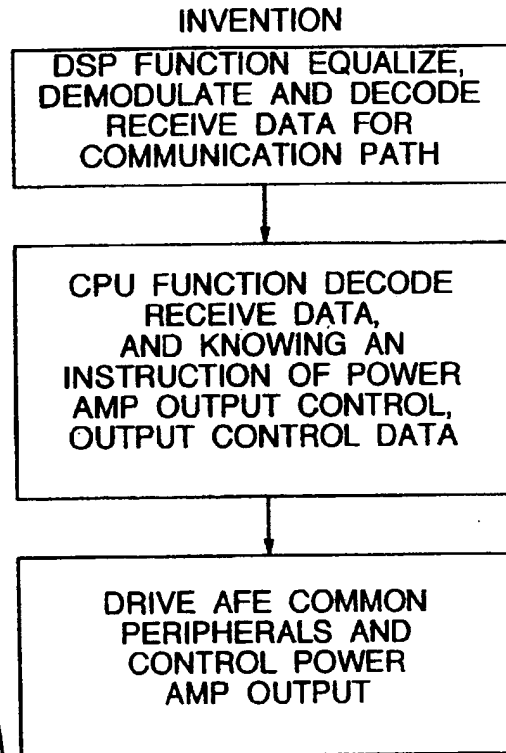 INVENTION
DSP FUNCTION EQUALIZE,
DEMODULATE AND DECODE
RECEIVE DATA FOR
COMMUNICATION PATH
CPU FUNCTION DECODE
RECEIVE DATA,
AND KNOWING AN
INSTRUCTION OF POWER
AMP OUTPUT CONTROL,
OUTPUT CONTROL DATA
DRIVE AFE COMMON
PERIPHERALS AND
CONTROL POWER
AMP OUTPUT